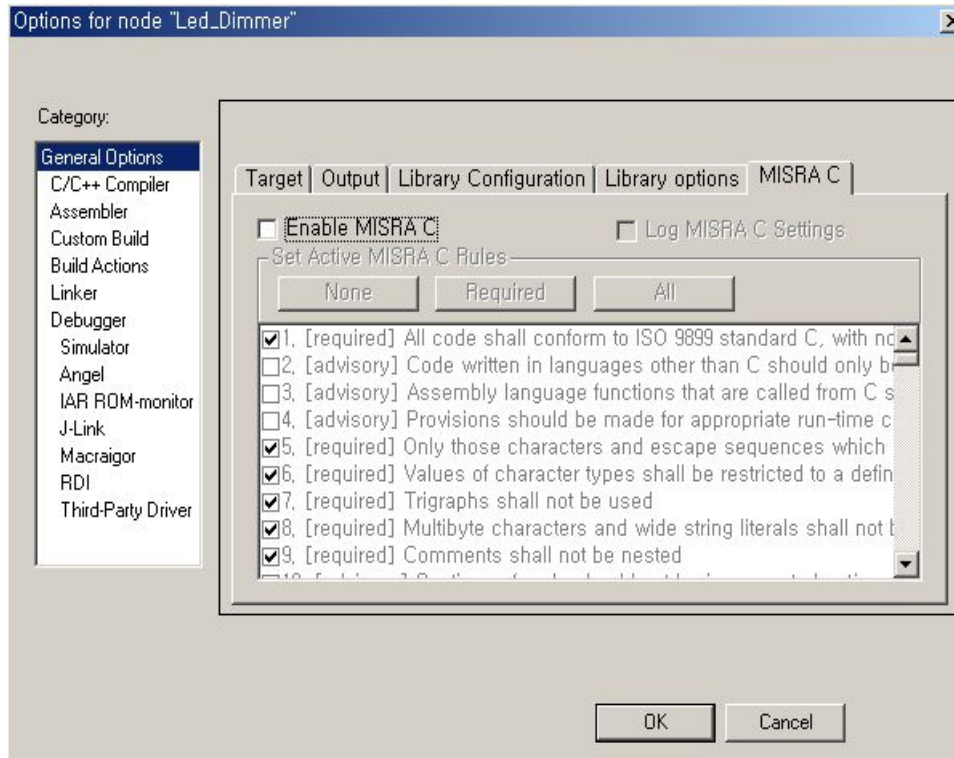 Options for node "Led_Dimmer"
Category:
General Options
C/C++ Compiler
Assembler
Custom Build
Build Actions
Linker
Debugger
Simulator
Angel
IAR ROM-monitor
J-Link
Macraigor
RDI
Third-Party Driver
Target Output Library Configuration Library options MISRA C
Enable MISRA C Log MISRA C Settings
Set Active MISRA C Rules
None Required All
1, [required] All code shall conform to ISO 9899 standard C, with
2, [advisory] Code written in languages other than C should only
3, [advisory] Assembly language functions that are called from C
4, [advisory] Provisions should be made for appropriate run-time
5, [required] Only those characters and escape sequences which
6, [required] Values of character types shall be restricted to a
7, [required] Trigraphs shall not be used
8, [required] Multibyte characters and wide string literals shall not
9, [required] Comments shall not be nested
OK Cancel